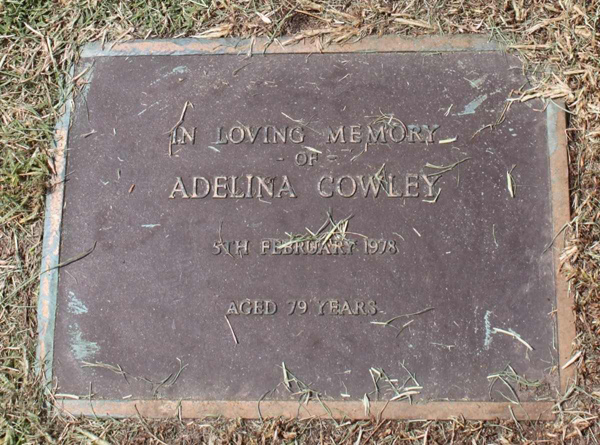 IN LOVING MEMORY
- OF -
ADELINA COWLEY
5TH FEBRUARY 1978
AGED 79 YEARS